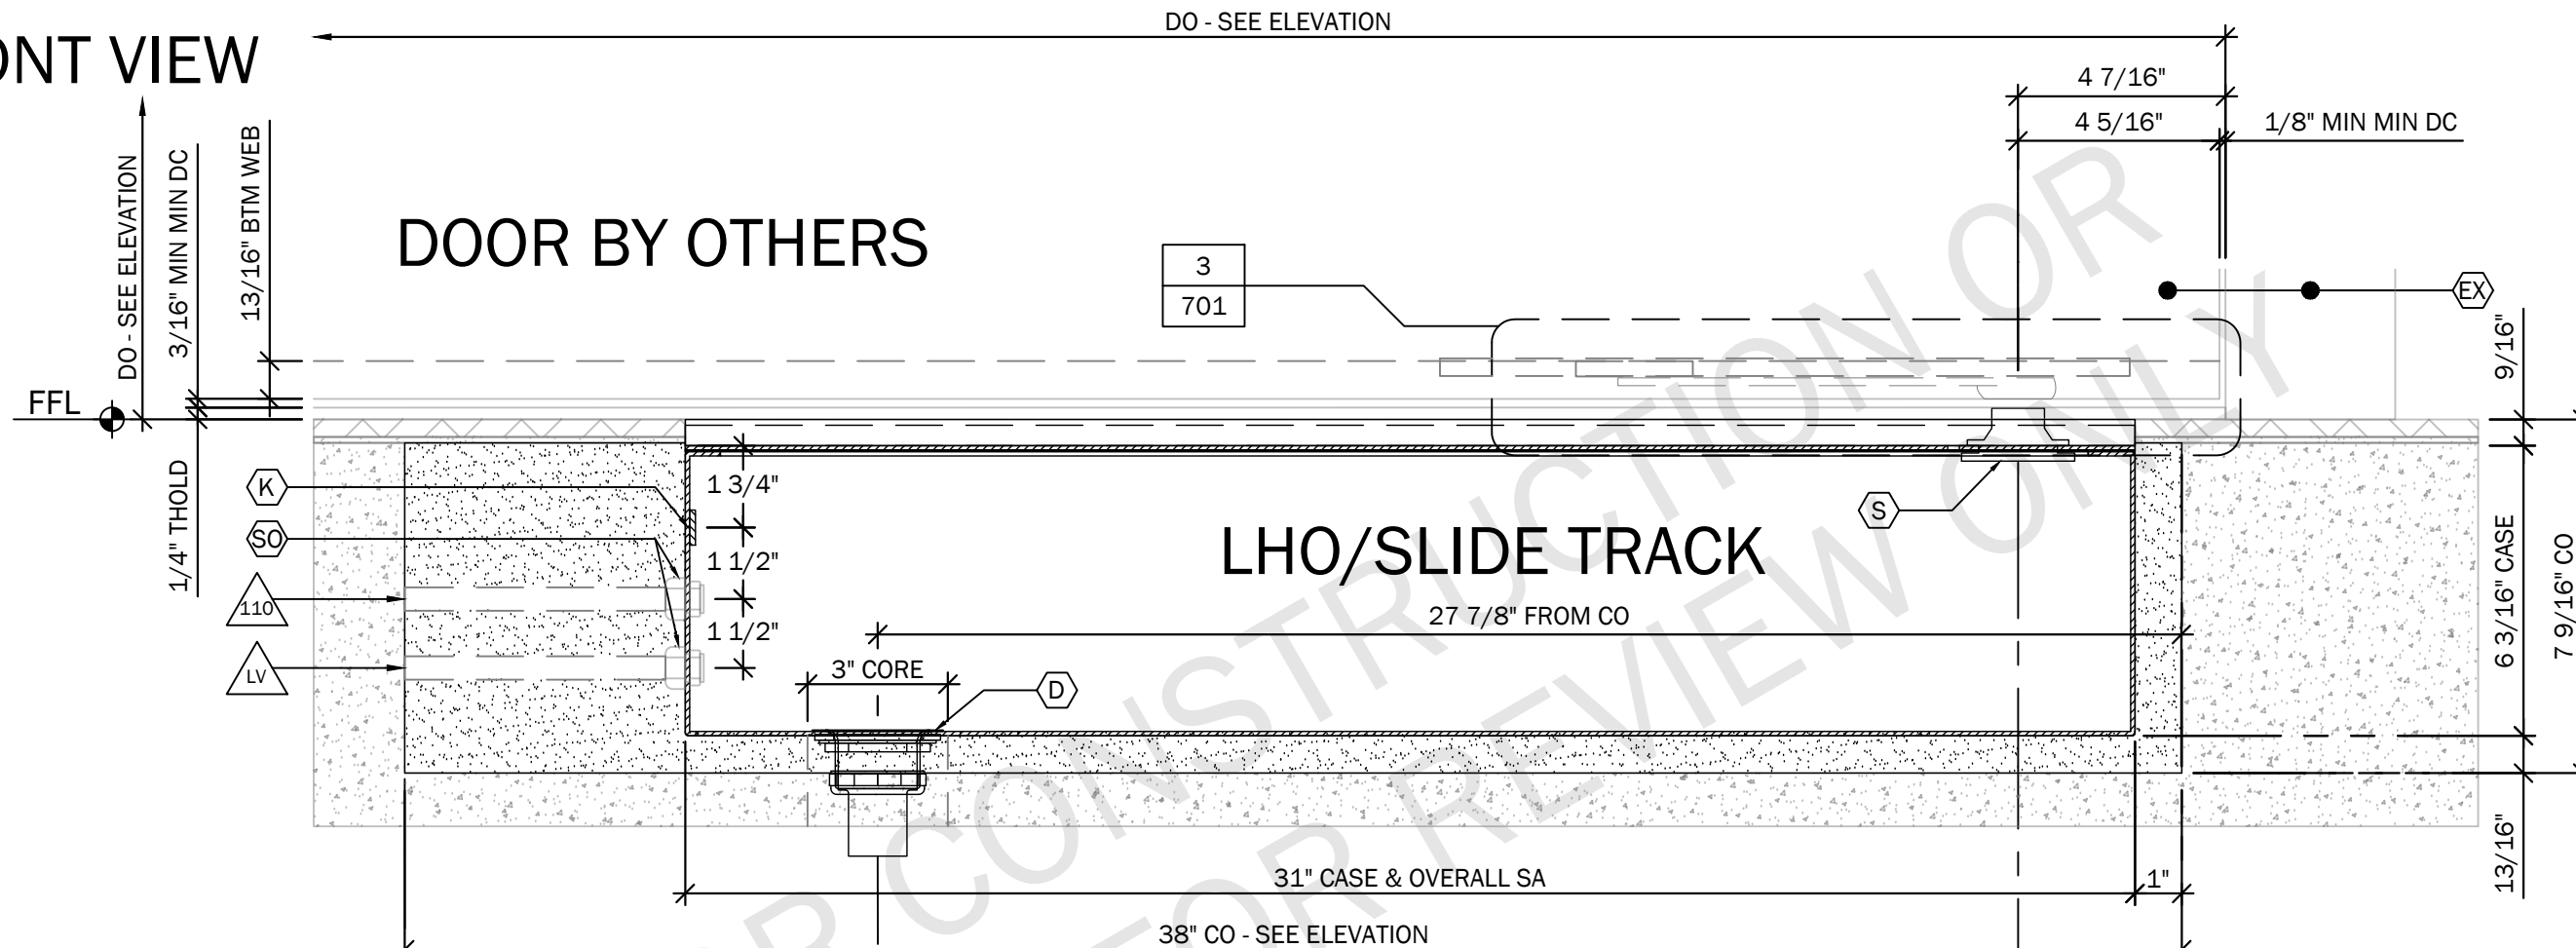 DO - SEE ELEVATION
ONT VIEW
4 7/16"
4 5/16"
1/8" MIN MIN DC
DO - SEE ELEVATION
3/16" MIN MIN DC
13/16" BTM WEB
DOOR BY OTHERS
3
701
EX
9/16"
FFL
1/4" THOLD
K
SO
110
LV
1 3/4"
1 1/2"
1 1/2"
LHO/SLIDE TRACK
S
27 7/8" FROM CO
3" CORE
D
6 3/16" CASE
7 9/16" CO
13/16"
31" CASE & OVERALL SA
1"
38" CO - SEE ELEVATION
R CONSTRUCTION OR
FOR REVIEW ONLY